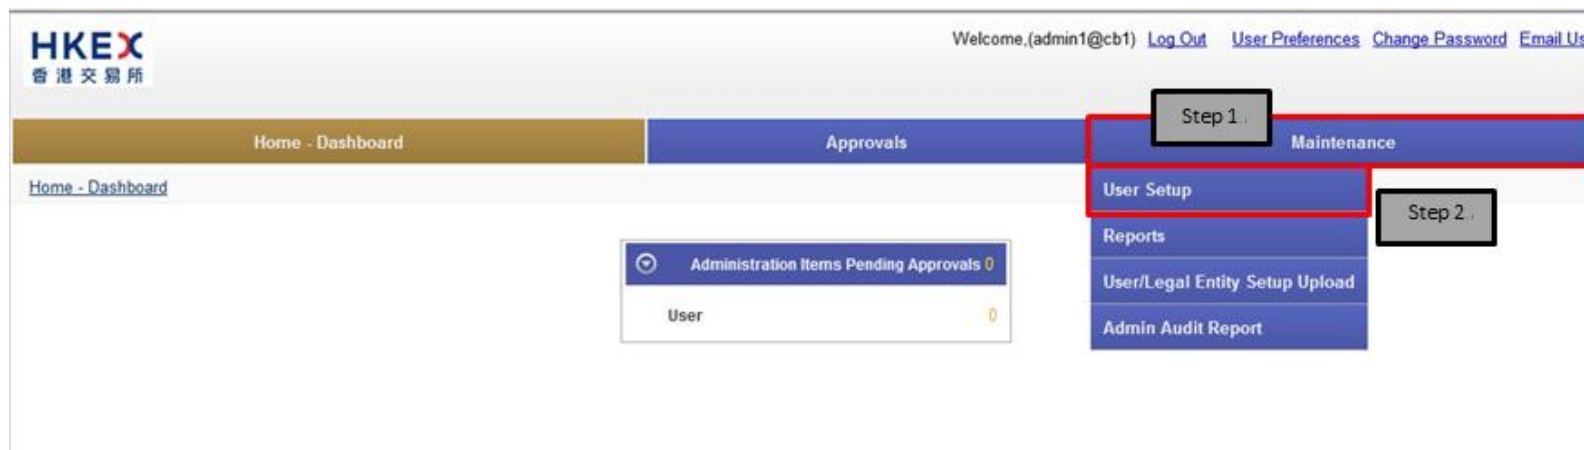 HKEX
香港交易所
Welcome,(admin1@cb1) Log Out User Preferences Change Password Email Us
Step 1
Home - Dashboard Approvals Maintenance
Home - Dashboard
User Setup
Step 2
Reports
User/Legal Entity Setup Upload
Admin Audit Report
Administration Items Pending Approvals 0
User 0